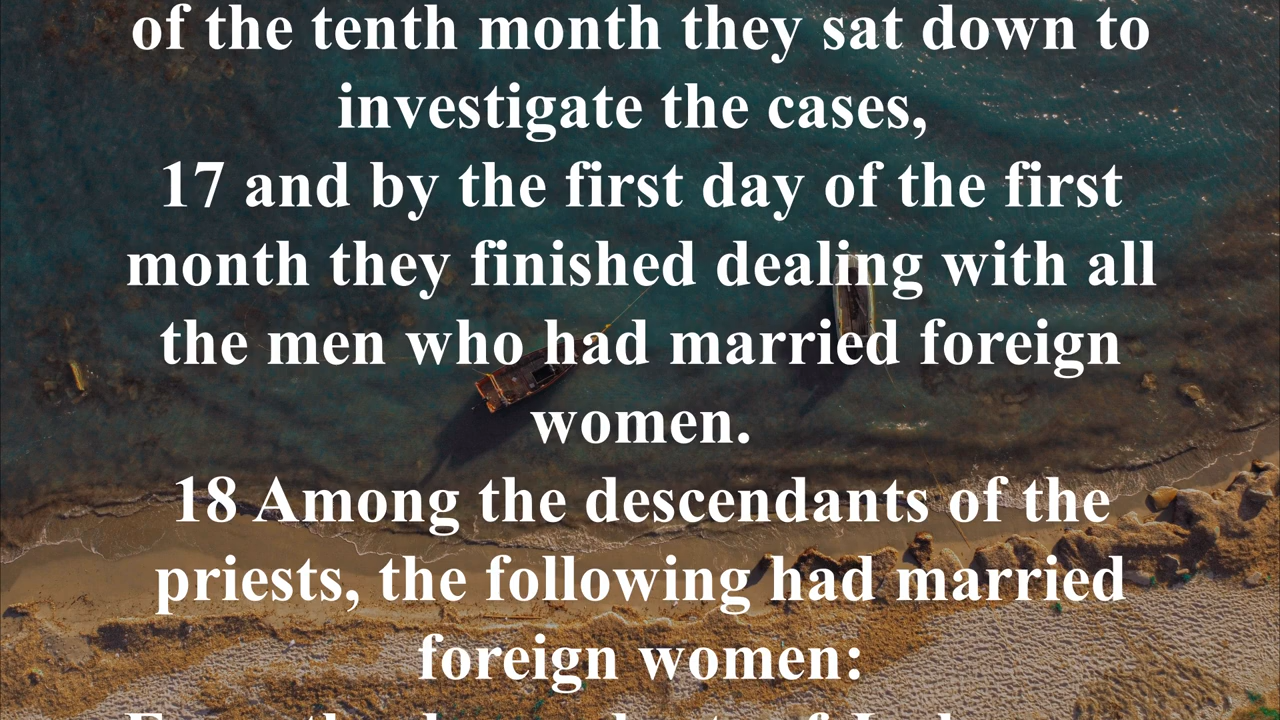 of the tenth month they sat down to
investigate the cases,
17 and by the first day of the first
month they finished dealing with all
the men who had married foreign
women.
18 Among the descendants of the
priests, the following had married
foreign women: